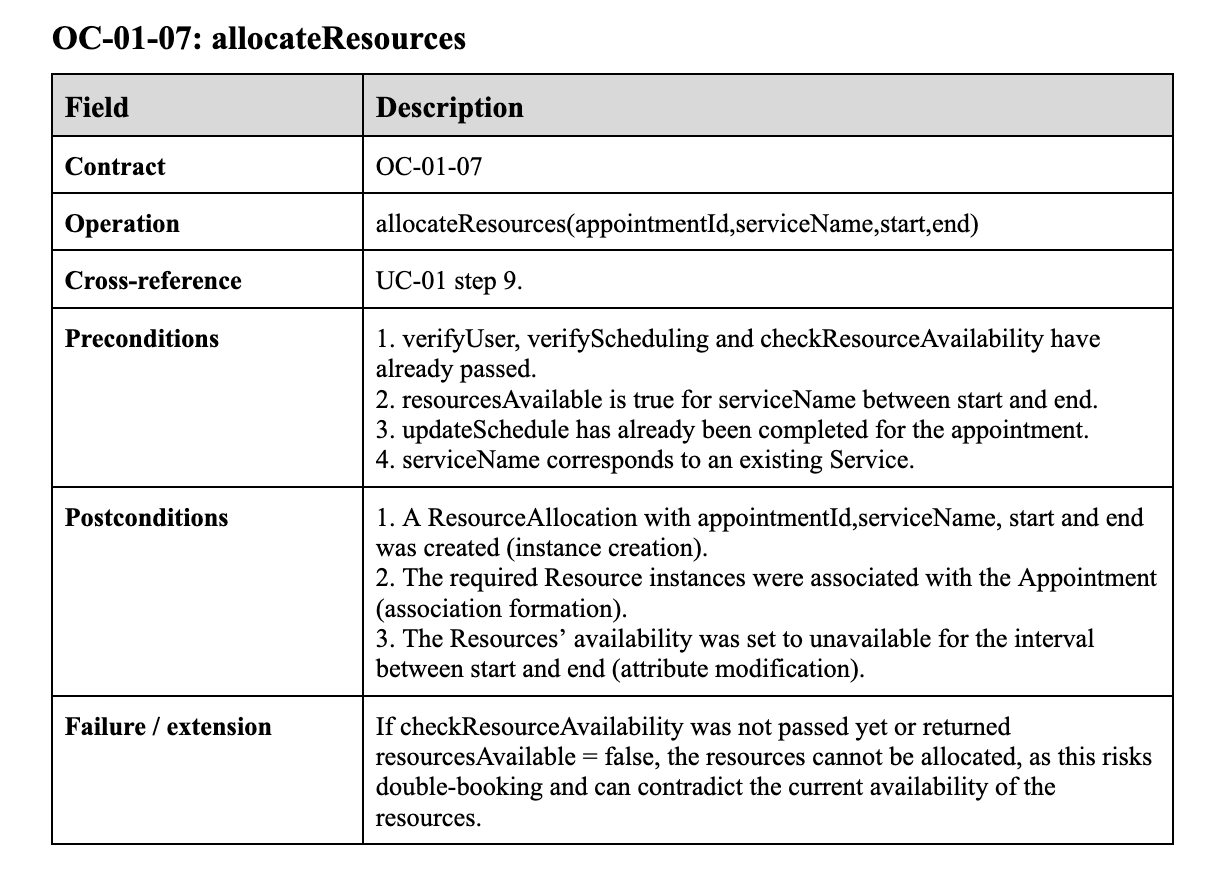 OC-01-07: allocateResources
Field
Description
Contract
OC-01-07
Operation
allocateResources(appointmentId,serviceName,start,end)
Cross-reference
UC-01 step 9.
Preconditions
1. verifyUser, verifyScheduling and checkResourceAvailability have
already passed.
2. resourcesAvailable is true for serviceName between start and end.
3. updateSchedule has already been completed for the appointment.
4. serviceName corresponds to an existing Service.
Postconditions
1. A ResourceAllocation with appointmentId,serviceName, start and end
was created (instance creation).
2. The required Resource instances were associated with the Appointment
(association formation).
3. The Resources’ availability was set to unavailable for the interval
between start and end (attribute modification).
Failure / extension
If checkResourceAvailability was not passed yet or returned
resourcesAvailable = false, the resources cannot be allocated, as this risks
double-booking and can contradict the current availability of the
resources.